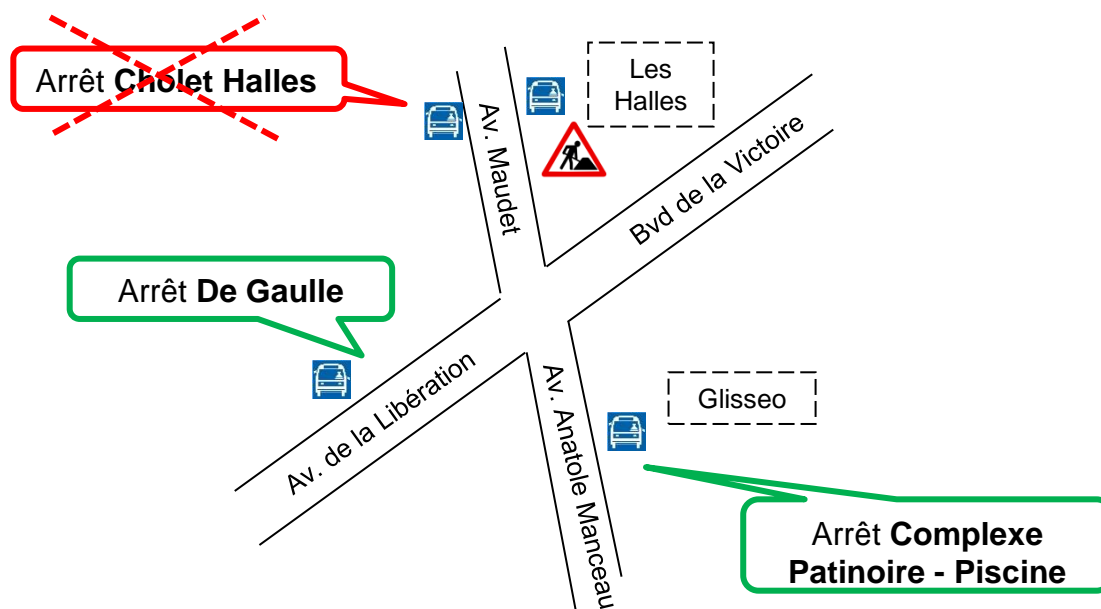 Arrêt Cholet Halles
Les
Halles
Av. Maudet
Bvd de la Victoire
Arrêt De Gaulle
Av. de la Libération
Av. Anatole Manceau
Glisseo
Arrêt Complexe
Patinoire - Piscine